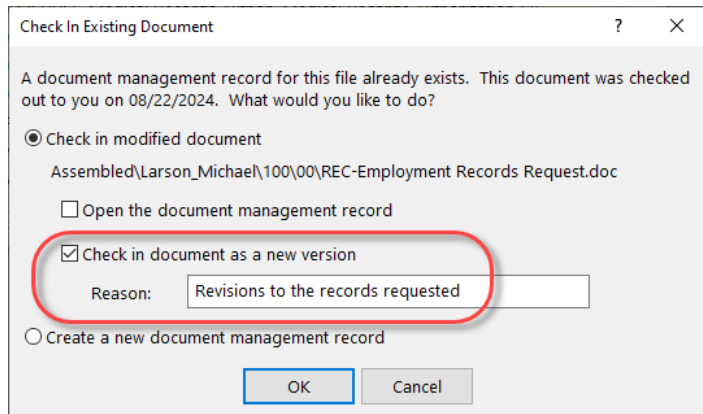 Check In Existing Document
?
A document management record for this file already exists. This document was checked
out to you on 08/22/2024. What would you like to do?
Check in modified document
Assembled\Larson_Michael\100\00\REC-Employment Records Request.doc
Open the document management record
Check in document as a new version
Reason: Revisions to the records requested
Create a new document management record
OK Cancel